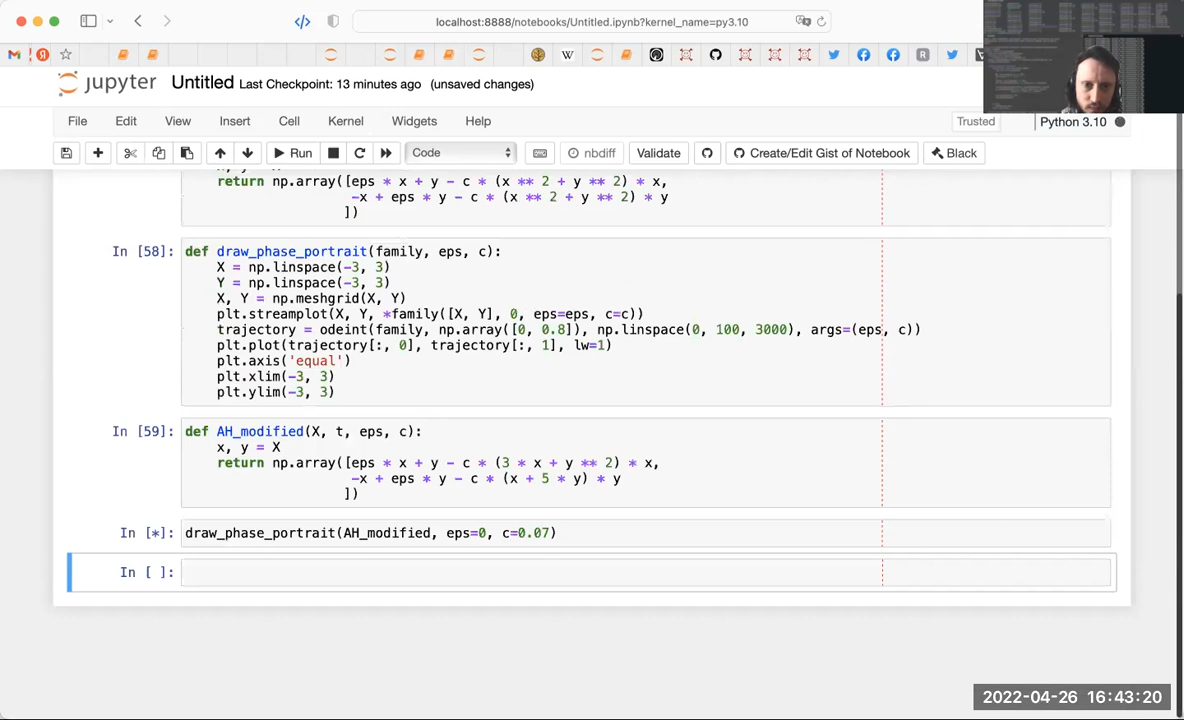 localhost:8888/notebooks/Untitled.ipynb?kernel_name=py3.10
jupyter Untitled Last Checkpoint: 13 minutes ago (unsaved changes)
File Edit View Insert Cell Kernel Widgets Help Trusted Python 3.10
Run Code nbdiff Validate Create/Edit Gist of Notebook Black
return np.array([eps * x + y - c * (x ** 2 + y ** 2) * x,
-x + eps * y - c * (x ** 2 + y ** 2) * y
])
In [58]: def draw_phase_portrait(family, eps, c):
X = np.linspace(-3, 3)
Y = np.linspace(-3, 3)
X, Y = np.meshgrid(X, Y)
plt.streamplot(X, Y, *family([X, Y], 0, eps=eps, c=c))
trajectory = odeint(family, np.array([0, 0.8]), np.linspace(0, 100, 3000), args=(eps, c))
plt.plot(trajectory[:, 0], trajectory[:, 1], lw=1)
plt.axis('equal')
plt.xlim(-3, 3)
plt.ylim(-3, 3)
In [59]: def AH_modified(X, t, eps, c):
x, y = X
return np.array([eps * x + y - c * (3 * x + y ** 2) * x,
-x + eps * y - c * (x + 5 * y) * y
])
In [*]: draw_phase_portrait(AH_modified, eps=0, c=0.07)
In [ ]:
2022-04-26 16:43:20